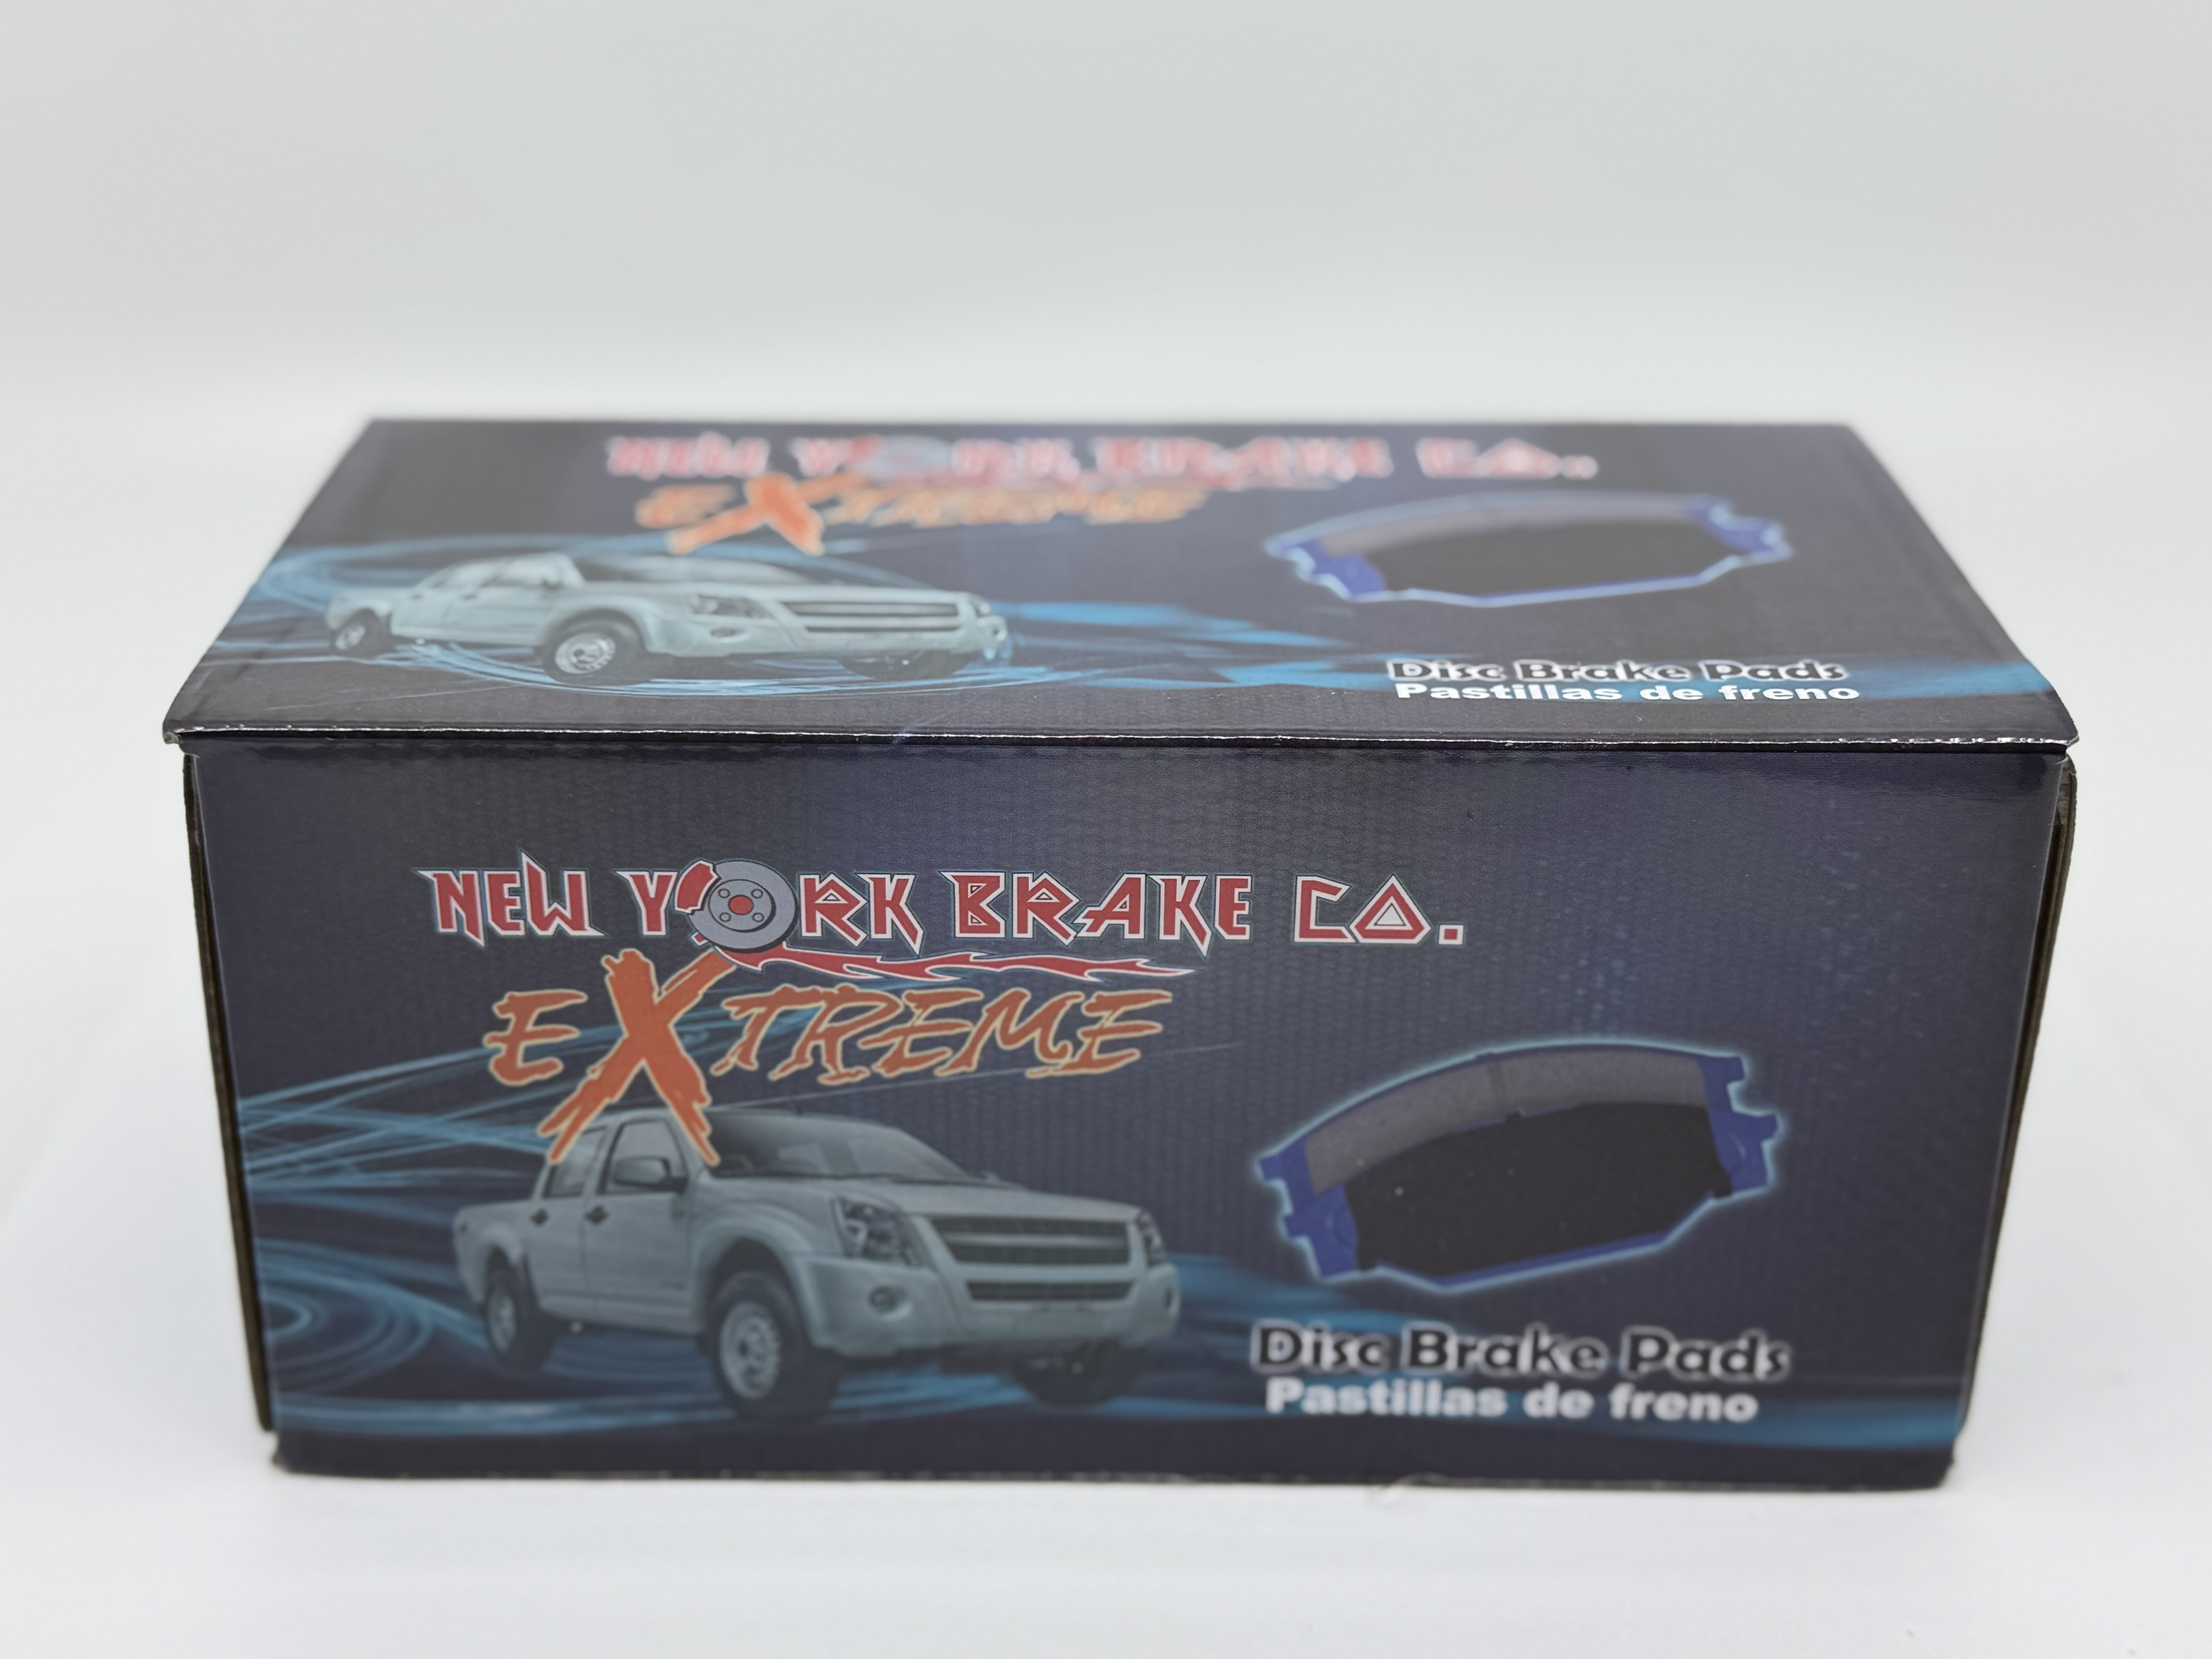 NEW YORK BRAKE CO.
EXTREME
Disc Brake Pads
Pastillas de freno
NEW YORK BRAKE CO.
EXTREME
Disc Brake Pads
Pastillas de freno